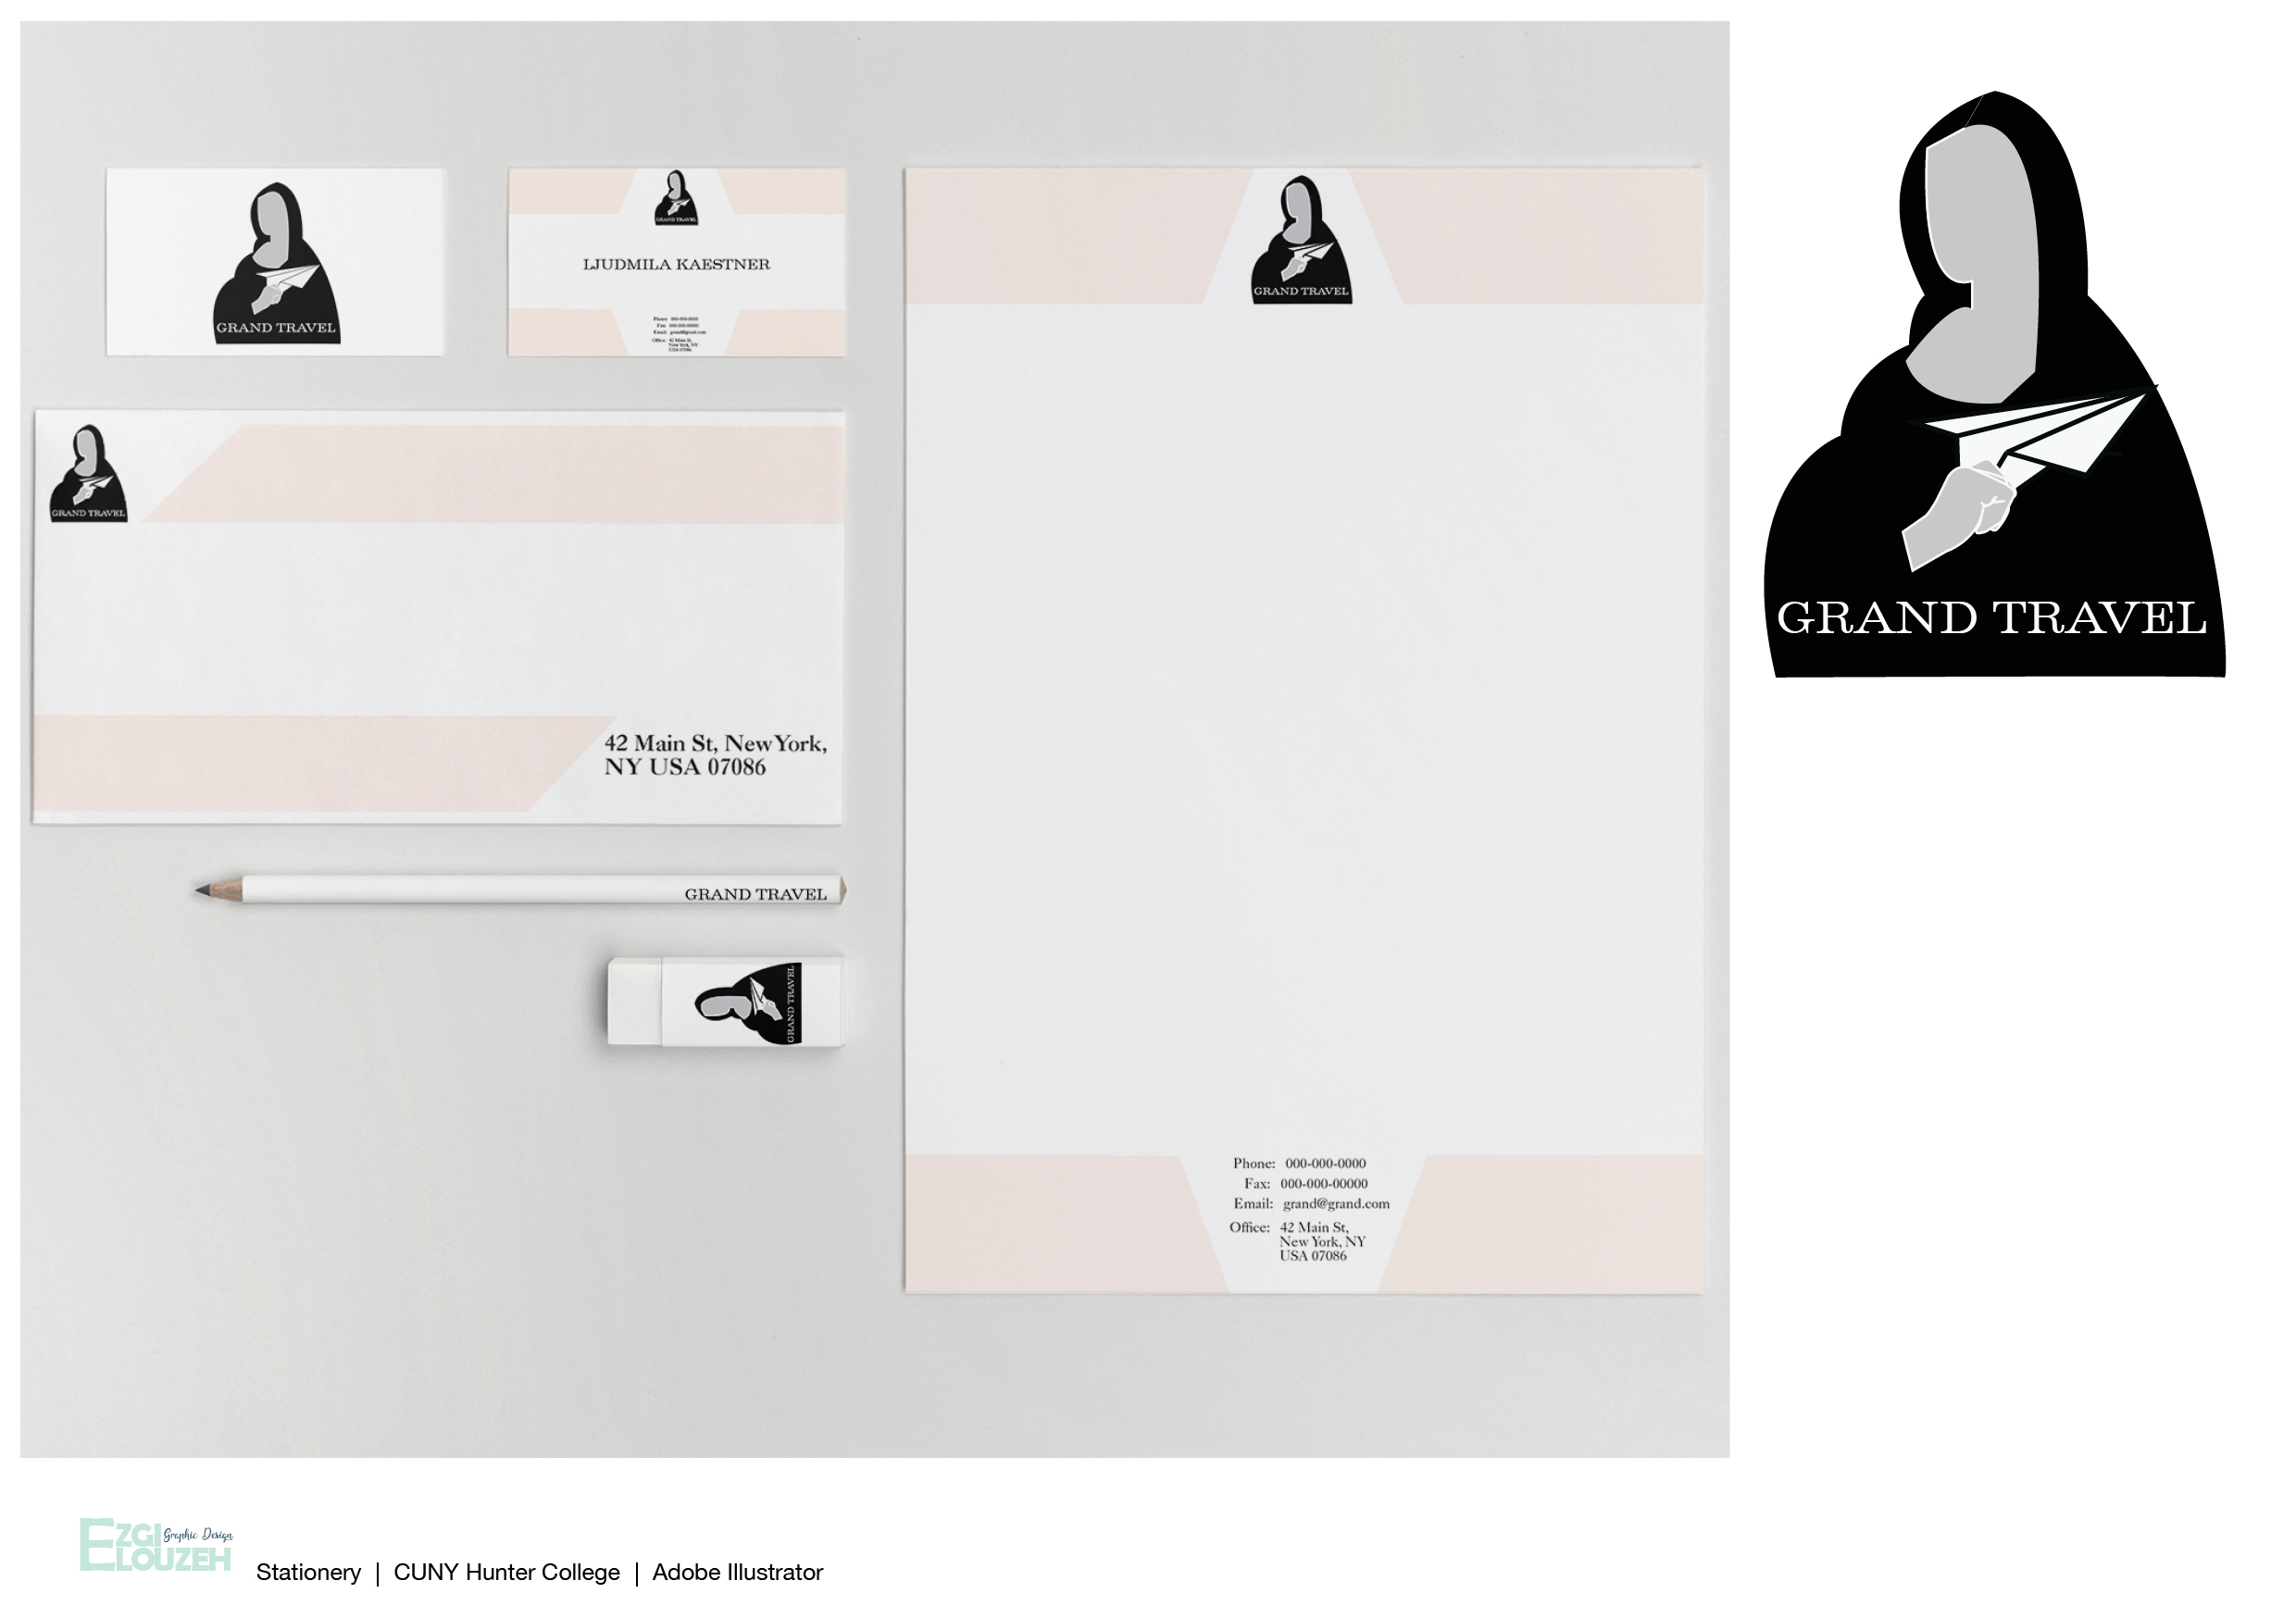 GRAND TRAVEL
GRAND TRAVEL
LJUDMILA KAESTNER
Phone: 000-000-0000
Fax: 000-000-00000
Email: grand@grand.com
Office: 42 Main St,
New York, NY
USA 07086
GRAND TRAVEL
42 Main St, New York,
NY USA 07086
GRAND TRAVEL
GRAND TRAVEL
GRAND TRAVEL
Phone: 000-000-0000
Fax: 000-000-00000
Email: grand@grand.com
Office: 42 Main St,
New York, NY
USA 07086
GRAND TRAVEL
EZGI Graphic Design
ELOUZEH
Stationery | CUNY Hunter College | Adobe Illustrator